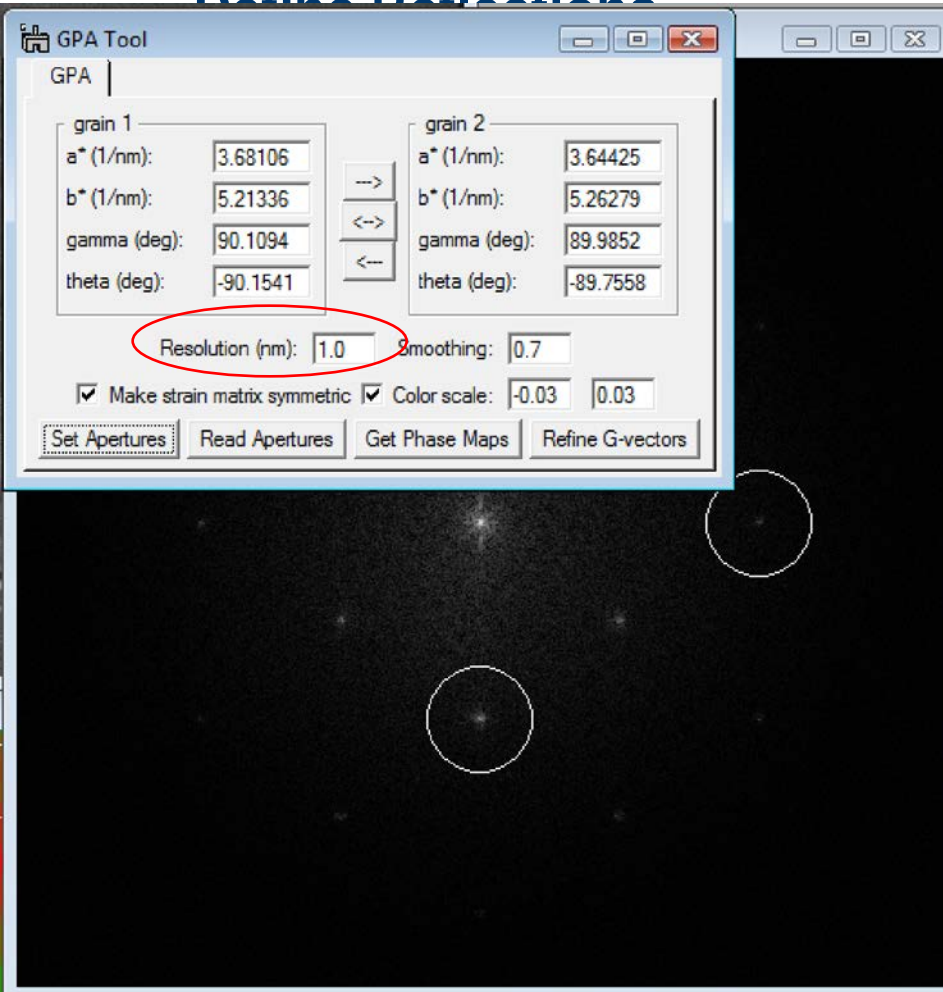 Define Reflections
GPA Tool
GPA
grain 1
a* (1/nm): 3.68106
b* (1/nm): 5.21336
gamma (deg): 90.1094
theta (deg): -90.1541
--->
<-->
<---
grain 2
a* (1/nm): 3.64425
b* (1/nm): 5.26279
gamma (deg): 89.9852
theta (deg): -89.7558
Resolution (nm): 1.0 Smoothing: 0.7
Make strain matrix symmetric Color scale: -0.03 0.03
Set Apertures Read Apertures Get Phase Maps Refine G-vectors